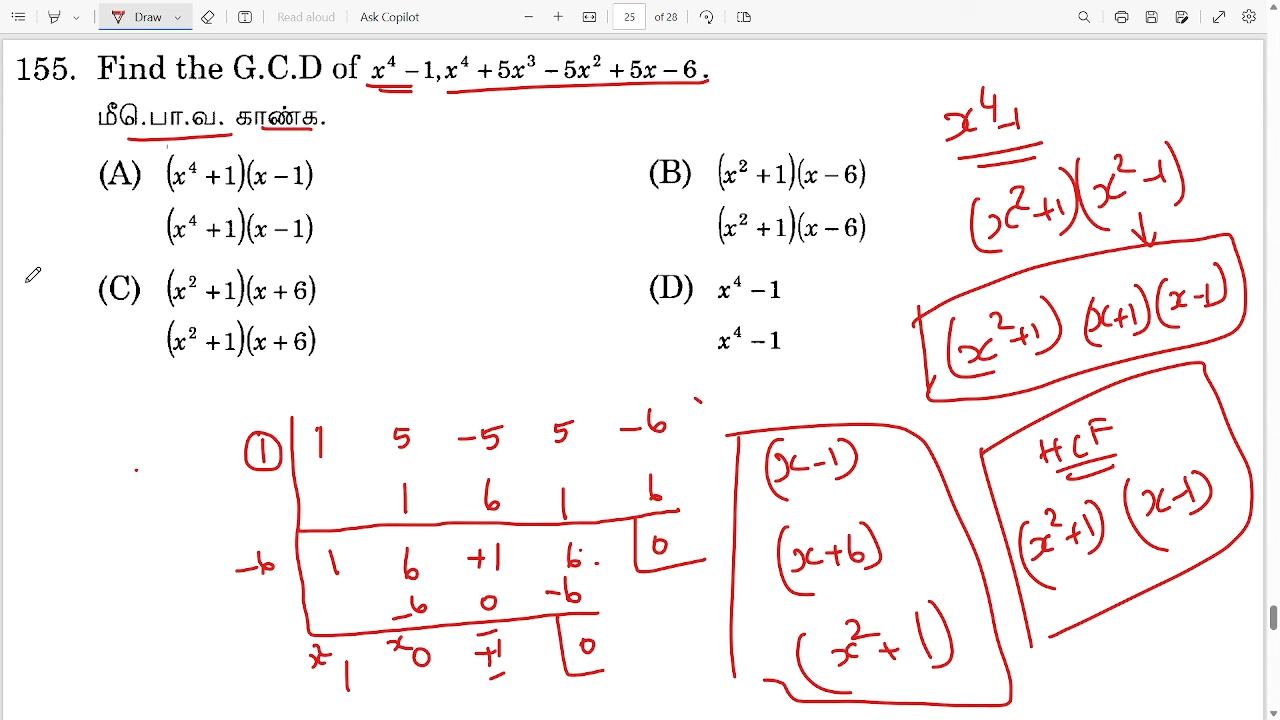 Draw Read aloud Ask Copilot 25 of 28
155. Find the G.C.D of x⁴ − 1, x⁴ + 5x³ − 5x² + 5x − 6.
மீபொ.பா.வ. காண்க.
(A) (x⁴ + 1)(x − 1) (B) (x² + 1)(x − 6)
(x⁴ + 1)(x − 1) (x² + 1)(x − 6)
(C) (x² + 1)(x + 6) (D) x⁴ − 1
(x² + 1)(x + 6) x⁴ − 1
x⁴−1
(x²+1)(x²−1)
(x²+1) (x+1)(x−1)
1 1 5 −5 5 −6
1 6 1 6
−6 1 6 +1 6 0
−6 0 −6
x² 1 x 0 +1 0
(x−1)
(x+6)
(x²+1)
HCF
(x²+1) (x−1)